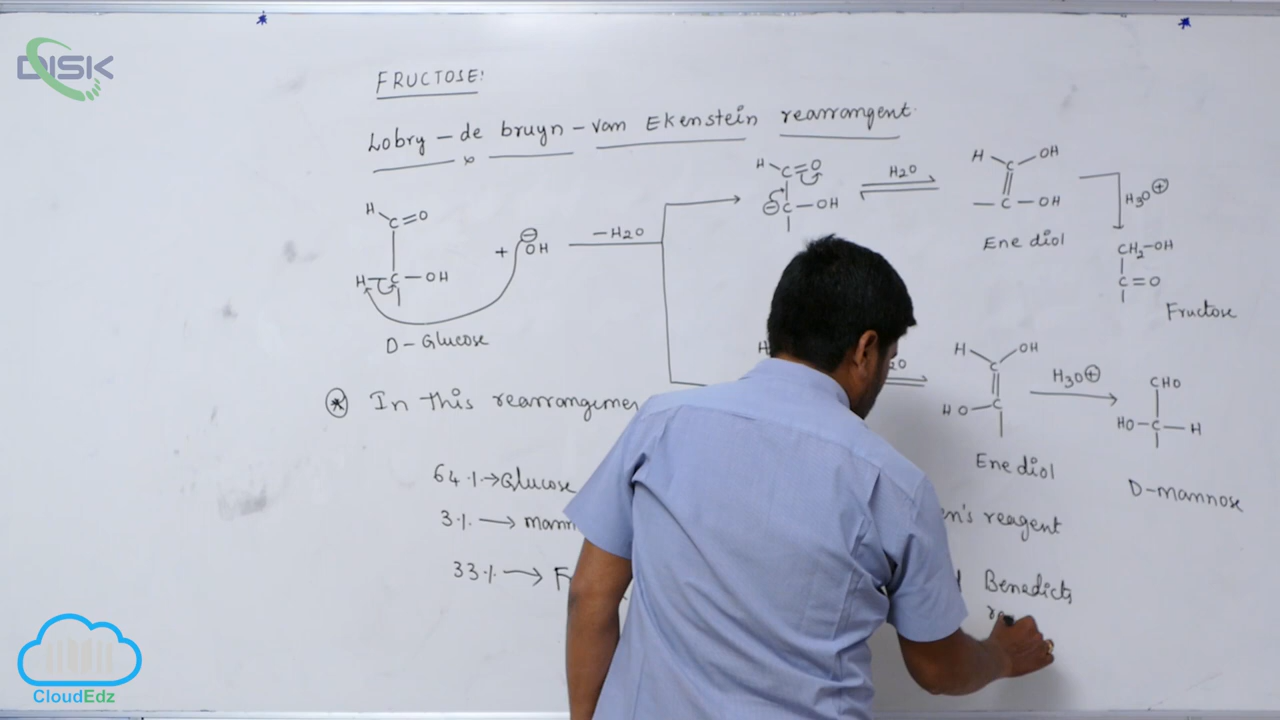 DISK
FRUCTOSE:
Lobry - de bruyn - van Ekenstein rearrangent
H
C=O
H-C-OH
+ ⊖OH
D-Glucose
-H2O
H
C=O
⊖C-OH
H2O
H OH
C
-C-OH
Ene diol
H3O⊕
CH2-OH
C=O
Fructose
H OH
C
HO-C
Ene diol
H3O⊕
CHO
HO-C-H
D-mannose
* In this rearrangemen
64% → Glucose
3% →
33% →
reagent
Benedicts
CloudEdz